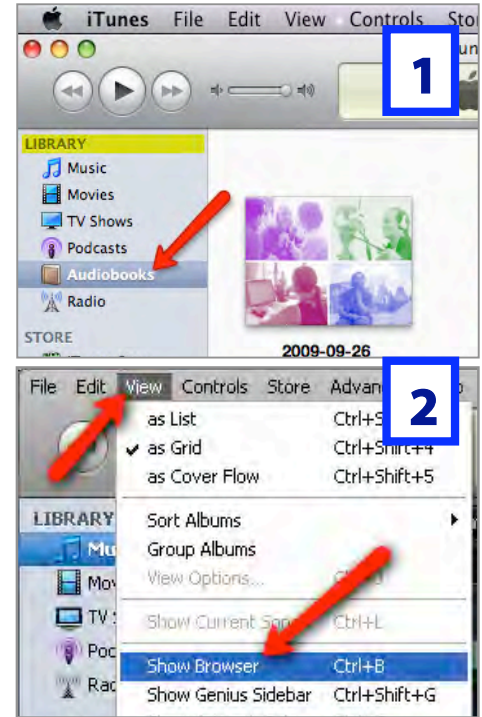 iTunes File Edit View Controls
1
LIBRARY
Music
Movies
TV Shows
Podcasts
Audiobooks
Radio
STORE
2009-09-26
File Edit View Controls Store
2
as List
as Grid Ctrl+Shift+4
as Cover Flow Ctrl+Shift+5
LIBRARY
Sort Albums
Group Albums
View Options...
TV
Show Current
Ctrl+L
Show Browser Ctrl+B
Show Genius Sidebar Ctrl+Shift+G